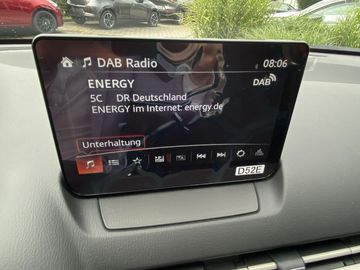 DAB Radio 08:06
ENERGY DAB
5C DR Deutschland
ENERGY im Internet: energy.de
Unterhaltung
D52E